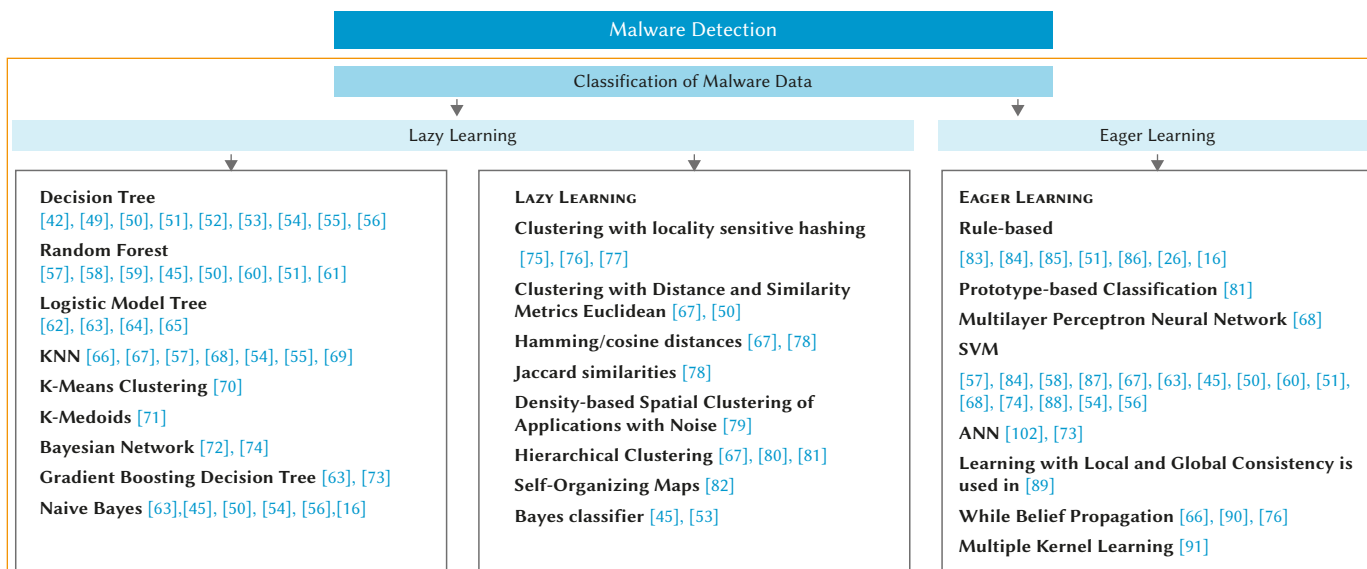 Malware Detection
Classification of Malware Data
Lazy Learning
Eager Learning
Decision Tree
[42], [49], [50], [51], [52], [53], [54], [55], [56]
Random Forest
[57], [58], [59], [45], [50], [60], [51], [61]
Logistic Model Tree
[62], [63], [64], [65]
KNN [66], [67], [57], [68], [54], [55], [69]
K-Means Clustering [70]
K-Medoids [71]
Bayesian Network [72], [74]
Gradient Boosting Decision Tree [63], [73]
Naive Bayes [63],[45], [50], [54], [56],[16]
LAZY LEARNING
Clustering with locality sensitive hashing
[75], [76], [77]
Clustering with Distance and Similarity
Metrics Euclidean [67], [50]
Hamming/cosine distances [67], [78]
Jaccard similarities [78]
Density-based Spatial Clustering of
Applications with Noise [79]
Hierarchical Clustering [67], [80], [81]
Self-Organizing Maps [82]
Bayes classifier [45], [53]
EAGER LEARNING
Rule-based
[83], [84], [85], [51], [86], [26], [16]
Prototype-based Classification [81]
Multilayer Perceptron Neural Network [68]
SVM
[57], [84], [58], [87], [67], [63], [45], [50], [60], [51],
[68], [74], [88], [54], [56]
ANN [102], [73]
Learning with Local and Global Consistency is
used in [89]
While Belief Propagation [66], [90], [76]
Multiple Kernel Learning [91]